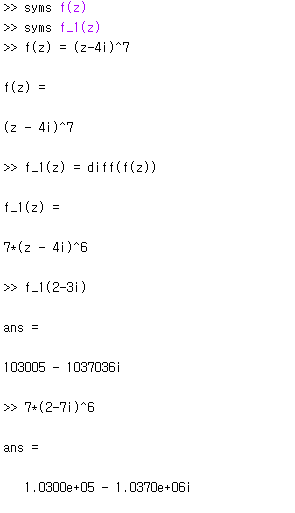 >> syms f(z)
>> syms f_1(z)
>> f(z) = (z-4i)^7
f(z) =
(z - 4i)^7
>> f_1(z) = diff(f(z))
f_1(z) =
7*(z - 4i)^6
>> f_1(2-3i)
ans =
103005 - 1037036i
>> 7*(2-7i)^6
ans =
1.0300e+05 - 1.0370e+06i